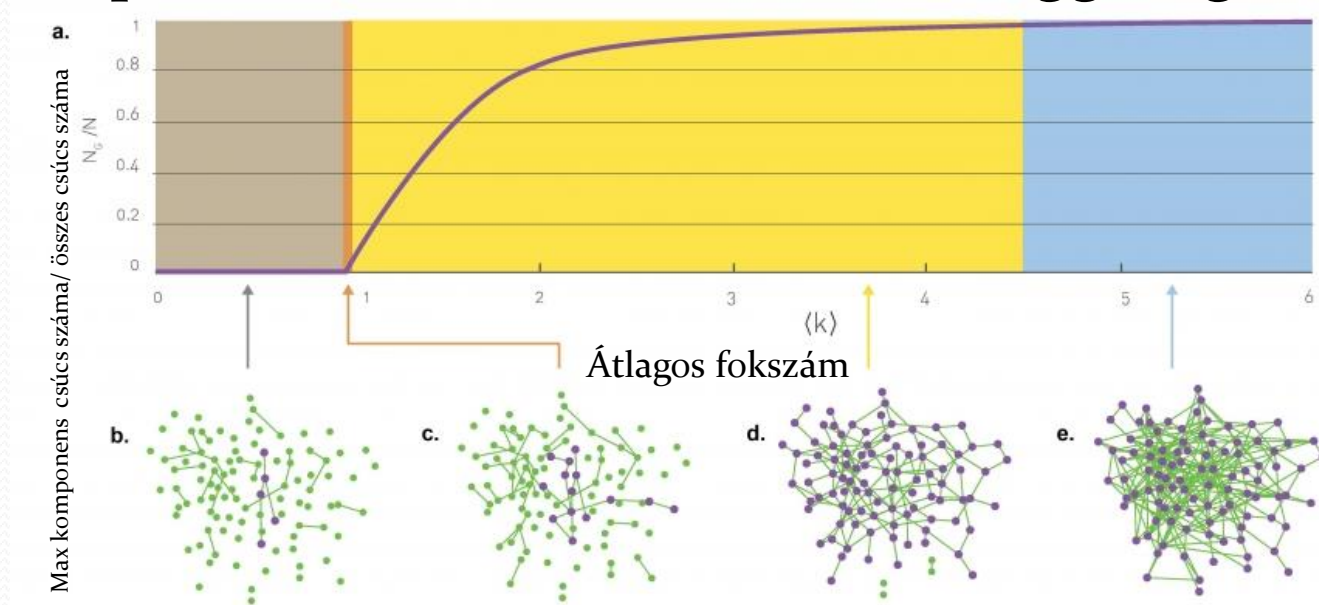 a.
Max komponens csúcs száma/ összes csúcs száma
N_G /N
1
0.8
0.6
0.4
0.2
0
0 1 2 3 4 5 6
⟨k⟩
Átlagos fokszám
b. c. d. e.